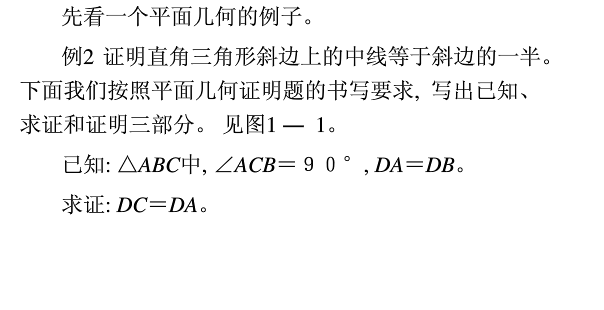 先看一个平面几何的例子。
例2 证明直角三角形斜边上的中线等于斜边的一半。
下面我们按照平面几何证明题的书写要求, 写出已知、
求证和证明三部分。 见图1 — 1。
已知: △ABC中, ∠ACB＝９０°, DA＝DB。
求证: DC＝DA。